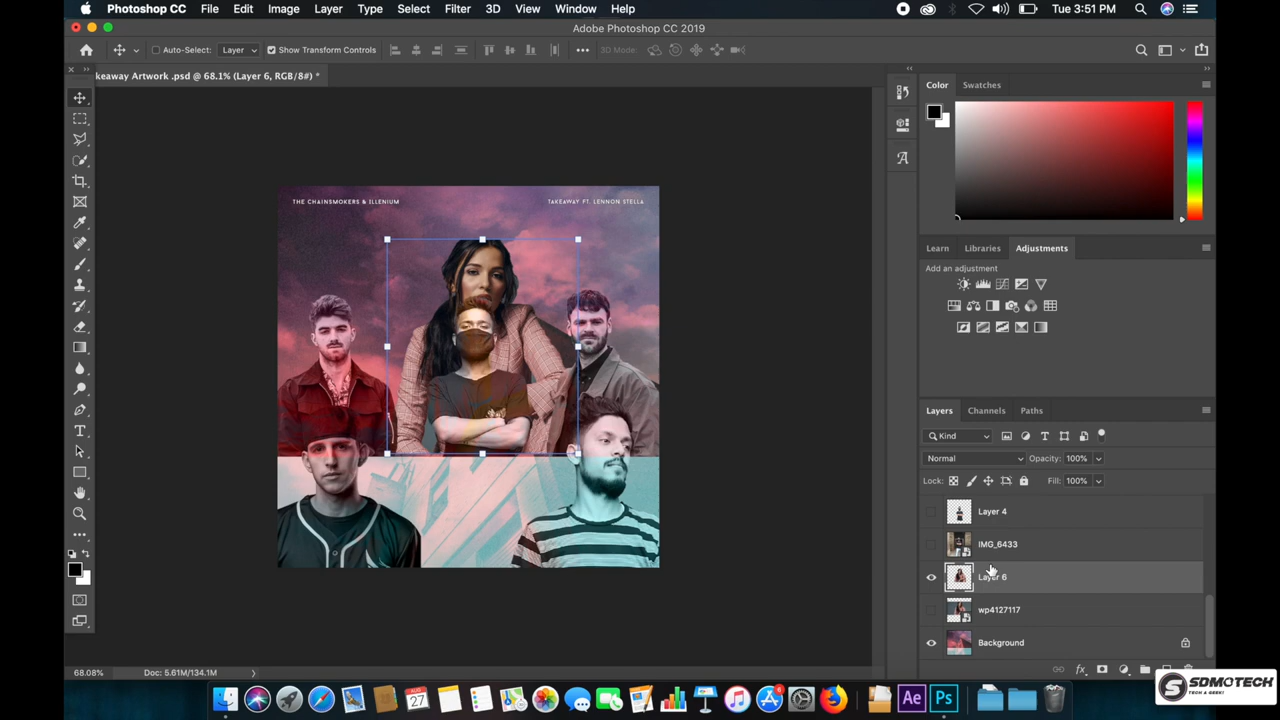 Photoshop CC File Edit Image Layer Type Select Filter 3D View Window Help Tue 3:51 PM
Adobe Photoshop CC 2019
Auto-Select: Layer Show Transform Controls 3D Mode:
keaway Artwork .psd @ 68.1% (Layer 6, RGB/8#) *
Color Swatches
THE CHAINSMOKERS & ILLENIUM TAKEAWAY FT. LENNON STELLA
Learn Libraries Adjustments
Add an adjustment
Layers Channels Paths
Kind
Normal Opacity: 100%
Lock: Fill: 100%
Layer 4
IMG_6433
Layer 6
wp4127117
Background
68.08% Doc: 5.61M/134.1M
Ae Ps
SDMOTECH
TECH & GEEK!